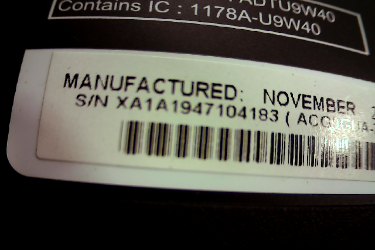 Contains IC : 1178A-U9W40
MANUFACTURED: NOVEMBER
S/N XA1A1947104183 (